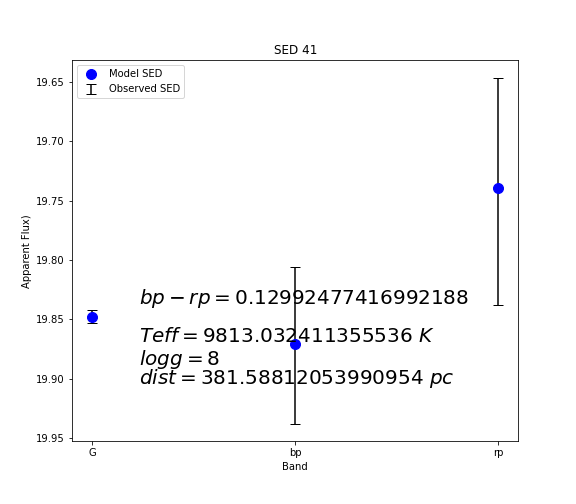 SED 41
Model SED
Observed SED
19.65
19.70
19.75
19.80
19.85
19.90
19.95
Apparent Flux)
bp − rp = 0.12992477416992188
Teff = 9813.032411355536 K
logg = 8
dist = 381.58812053990954 pc
G bp rp
Band